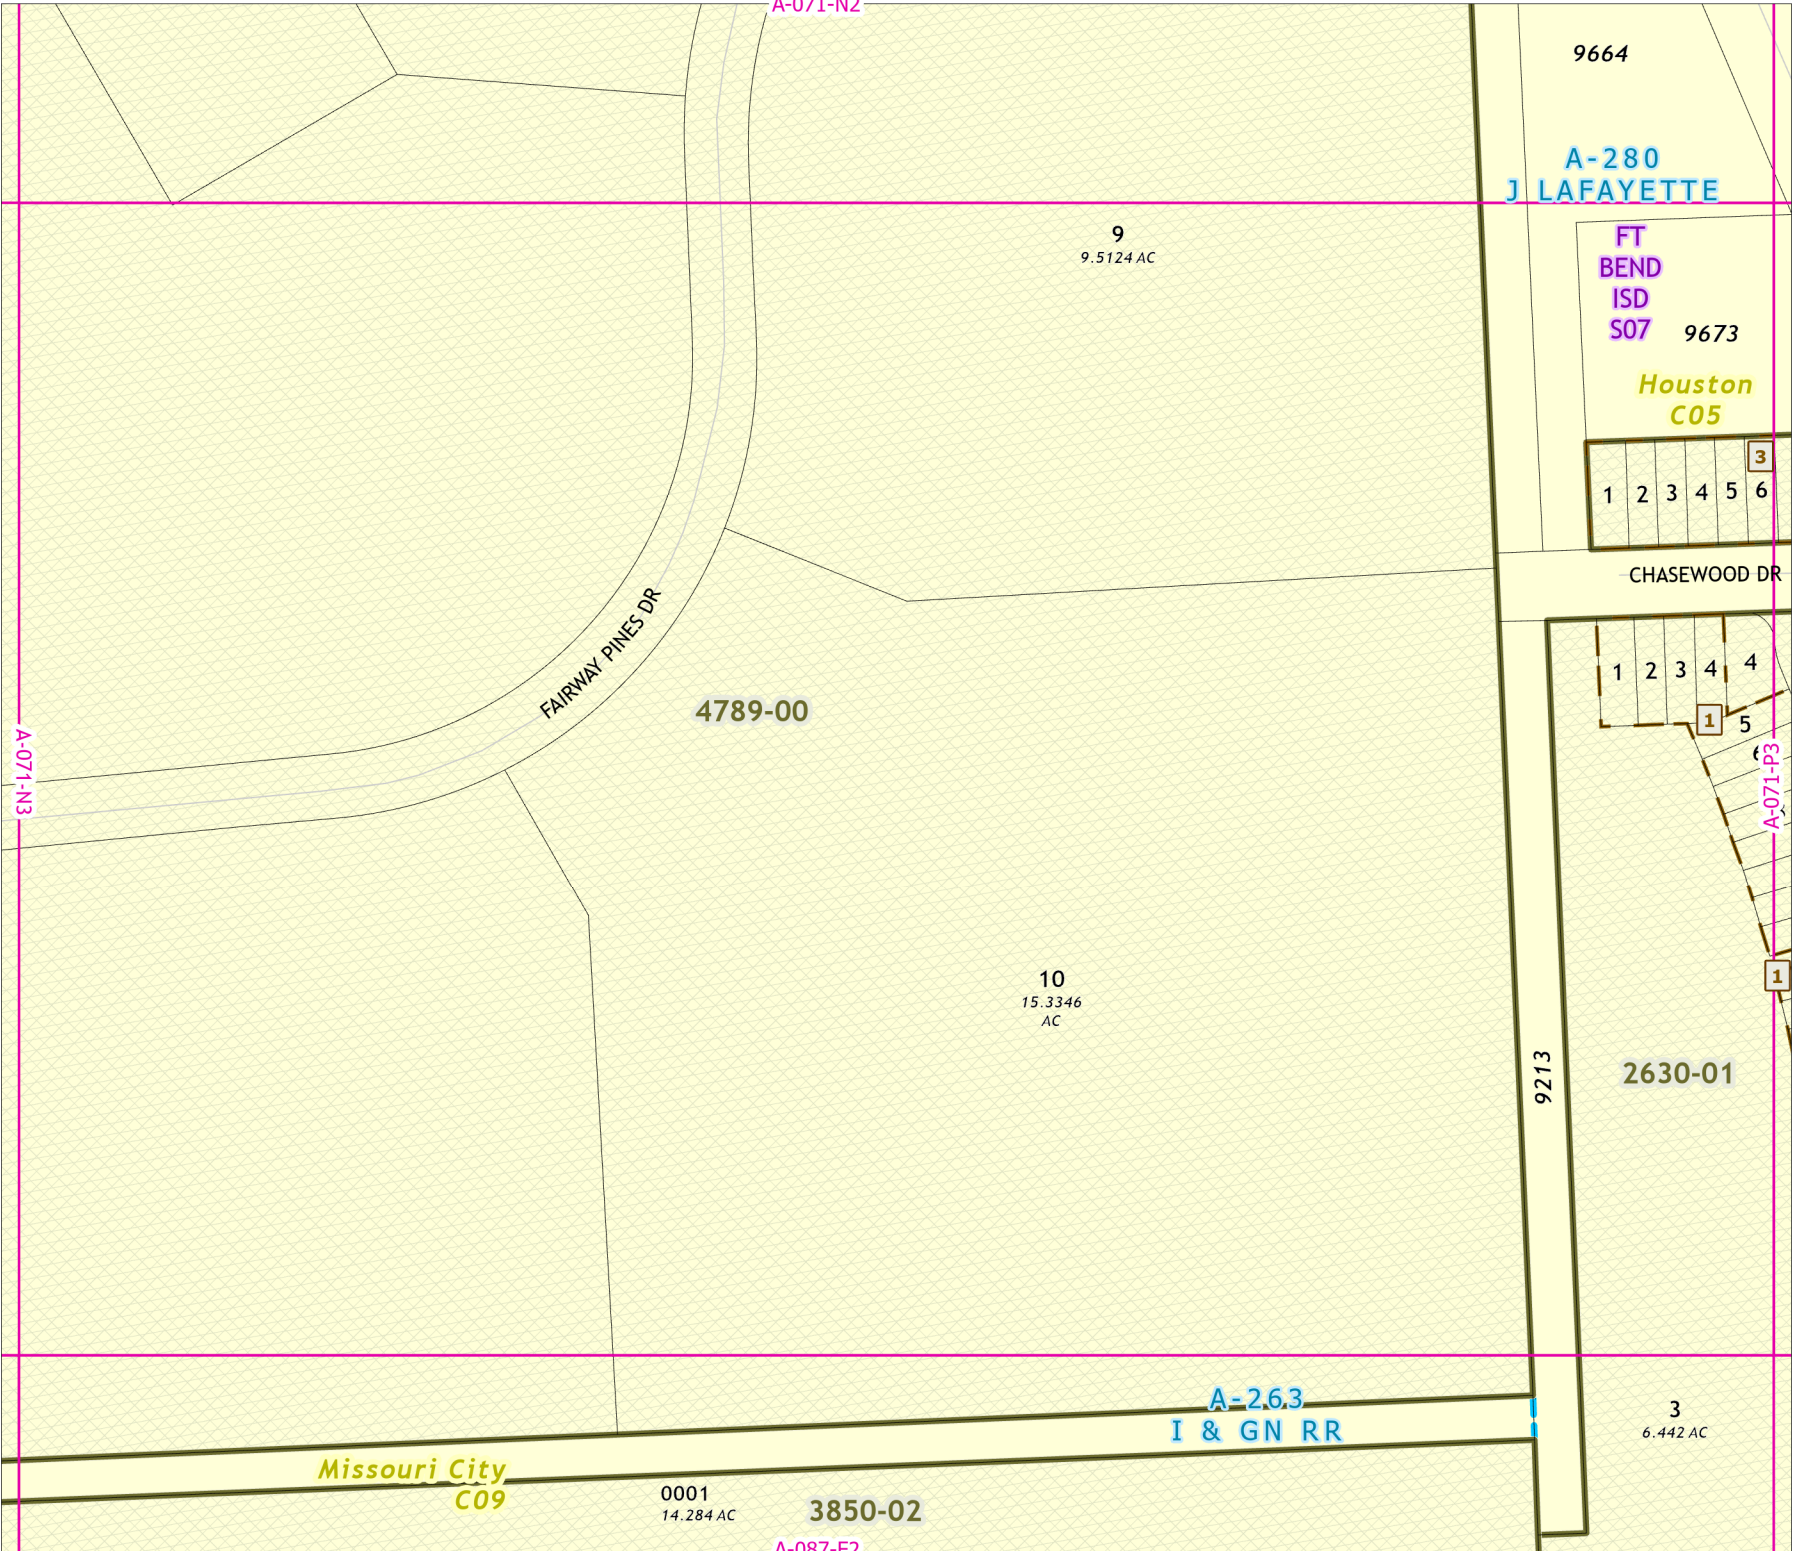 A-071-N2
9664
A-280
J LAFAYETTE
9
9.5124 AC
FT
BEND
ISD
S07
9673
Houston
C05
3
1 2 3 4 5 6
CHASEWOOD DR
FAIRWAY PINES DR
1 2 3 4 4
1
5
6
4789-00
A-071-N3
A-071-P3
10
15.3346
AC
1
9213
2630-01
A-263
I & GN RR
3
6.442 AC
Missouri City
C09
0001
14.284 AC
3850-02
A-087-F2